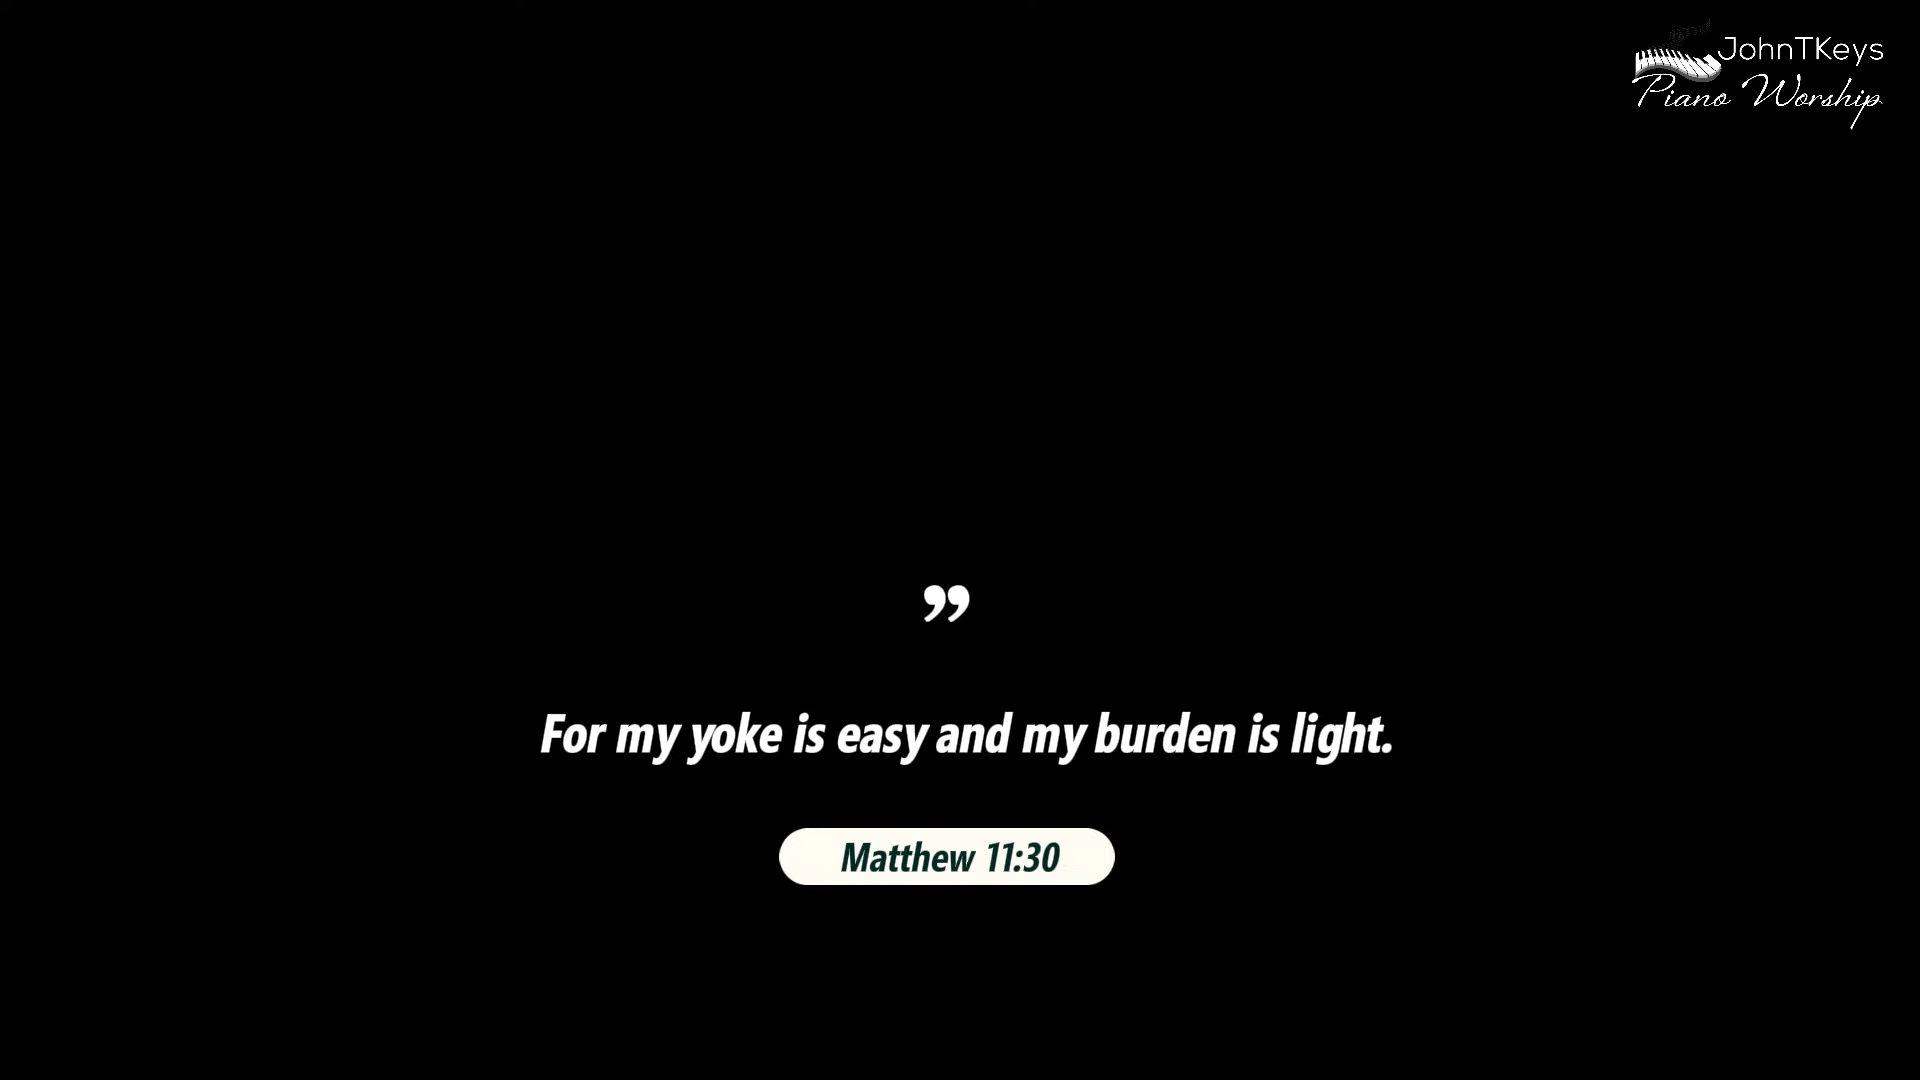 JohnTKeys
Piano Worship
”
For my yoke is easy and my burden is light.
Matthew 11:30